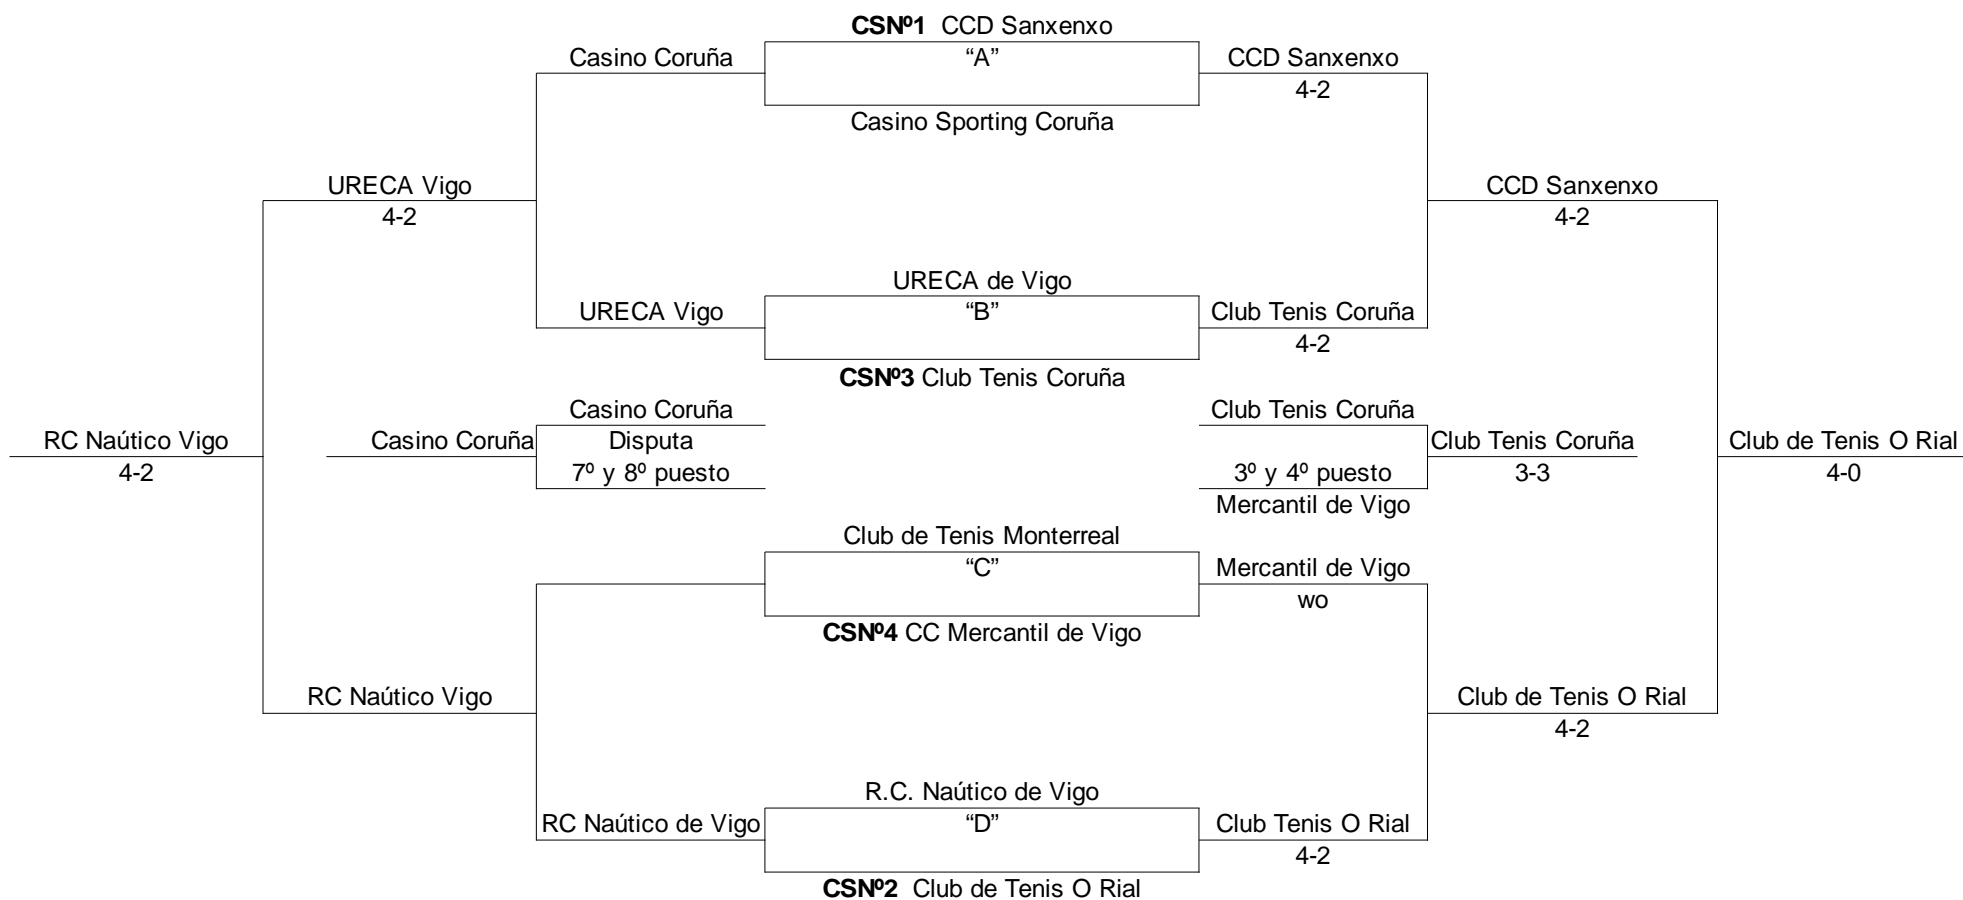 CSNº1 CCD Sanxenxo
Casino Coruña “A” CCD Sanxenxo
4-2
Casino Sporting Coruña
URECA Vigo CCD Sanxenxo
4-2 4-2
URECA de Vigo
URECA Vigo “B” Club Tenis Coruña
4-2
CSNº3 Club Tenis Coruña
Casino Coruña Club Tenis Coruña
RC Naútico Vigo Casino Coruña Disputa Club Tenis Coruña Club de Tenis O Rial
4-2 7º y 8º puesto 3º y 4º puesto 3-3 4-0
Mercantil de Vigo
Club de Tenis Monterreal
“C” Mercantil de Vigo
wo
CSNº4 CC Mercantil de Vigo
RC Naútico Vigo Club de Tenis O Rial
4-2
R.C. Naútico de Vigo
RC Naútico de Vigo “D” Club Tenis O Rial
4-2
CSNº2 Club de Tenis O Rial